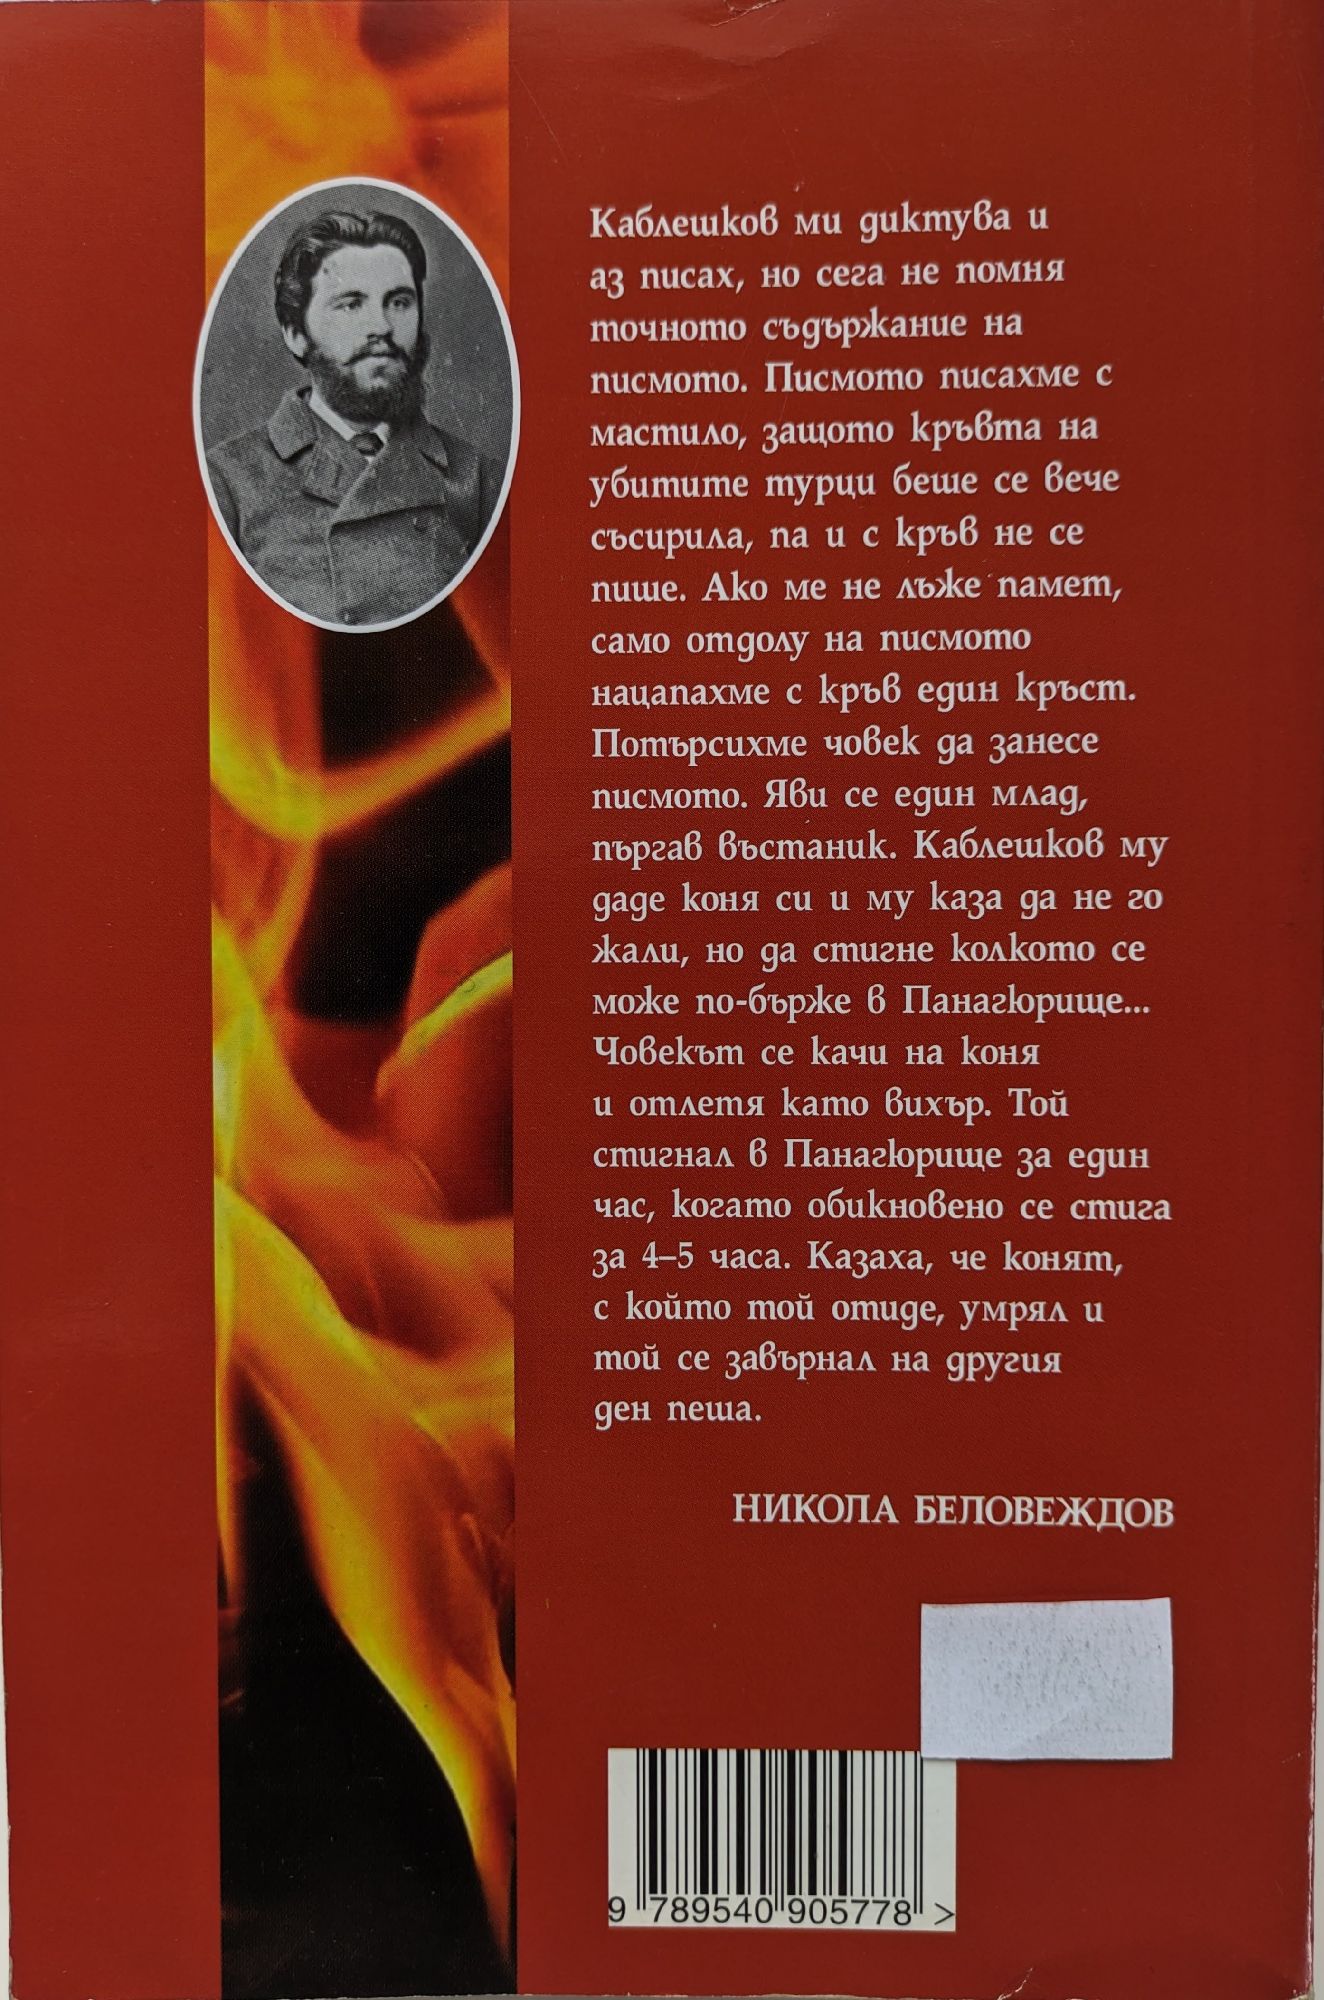 Каблешков ми диктува и
аз писах, но сега не помня
точното съдържание на
писмото. Писмото писахме с
мастило, защото кръвта на
убитите турци беше се вече
съсирила, па и с кръв не се
пише. Ако ме не лъже памет,
само отдолу на писмото
нацапахме с кръв един кръст.
Потърсихме човек да занесе
писмото. Яви се един млад,
пъргав въстаник. Каблешков му
даде коня си и му каза да не го
жали, но да стигне колкото се
може по-бърже в Панагюрище...
Човекът се качи на коня
и отлетя като вихър. Той
стигнал в Панагюрище за един
час, когато обикновено се стига
за 4–5 часа. Казаха, че конят,
с който той отиде, умрял и
той се завърнал на другия
ден пеша.
НИКОЛА БЕЛОВЕЖДОВ
9 789540 905778 >